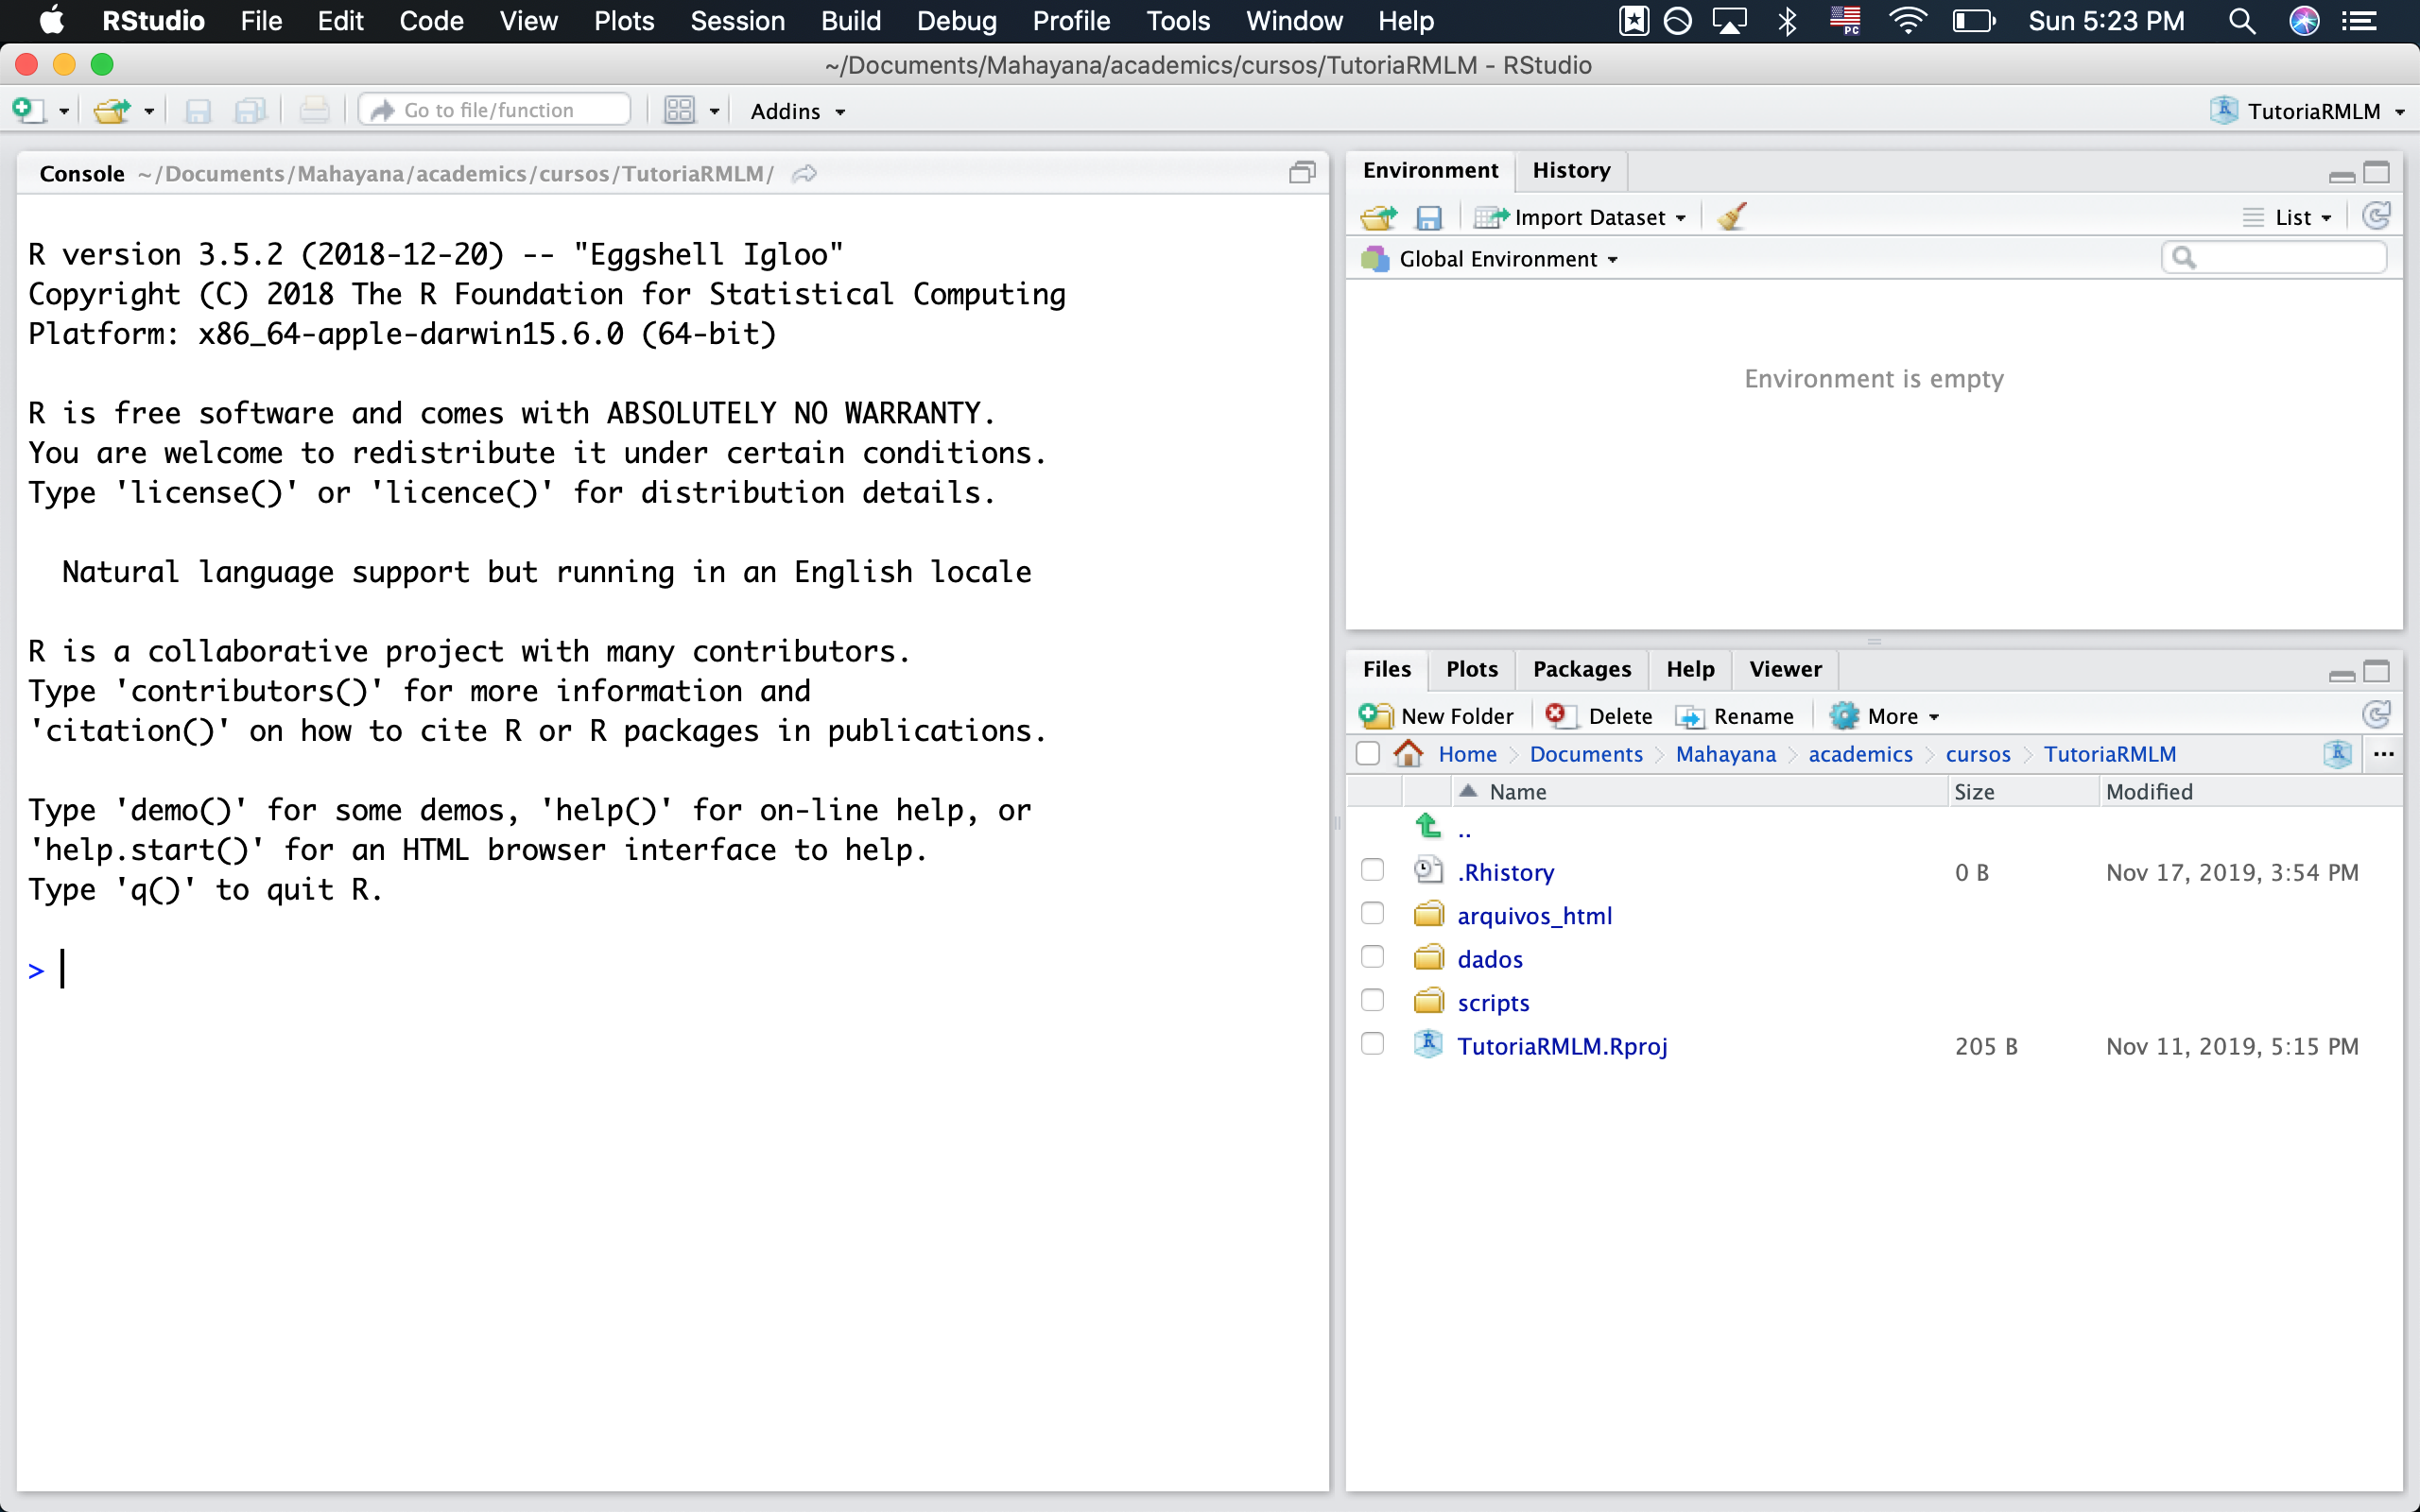 RStudio File Edit Code View Plots Session Build Debug Profile Tools Window Help PC Sun 5:23 PM
~/Documents/Mahayana/academics/cursos/TutoriaRMLM - RStudio
Go to file/function Addins TutoriaRMLM
Console ~/Documents/Mahayana/academics/cursos/TutoriaRMLM/
R version 3.5.2 (2018-12-20) -- "Eggshell Igloo"
Copyright (C) 2018 The R Foundation for Statistical Computing
Platform: x86_64-apple-darwin15.6.0 (64-bit)
R is free software and comes with ABSOLUTELY NO WARRANTY.
You are welcome to redistribute it under certain conditions.
Type 'license()' or 'licence()' for distribution details.
Natural language support but running in an English locale
R is a collaborative project with many contributors.
Type 'contributors()' for more information and
'citation()' on how to cite R or R packages in publications.
Type 'demo()' for some demos, 'help()' for on-line help, or
'help.start()' for an HTML browser interface to help.
Type 'q()' to quit R.
>
Environment History
Import Dataset List
Global Environment
Environment is empty
Files Plots Packages Help Viewer
New Folder Delete Rename More
Home Documents Mahayana academics cursos TutoriaRMLM R ...
Name Size Modified
..
.Rhistory 0 B Nov 17, 2019, 3:54 PM
arquivos_html
dados
scripts
TutoriaRMLM.Rproj 205 B Nov 11, 2019, 5:15 PM